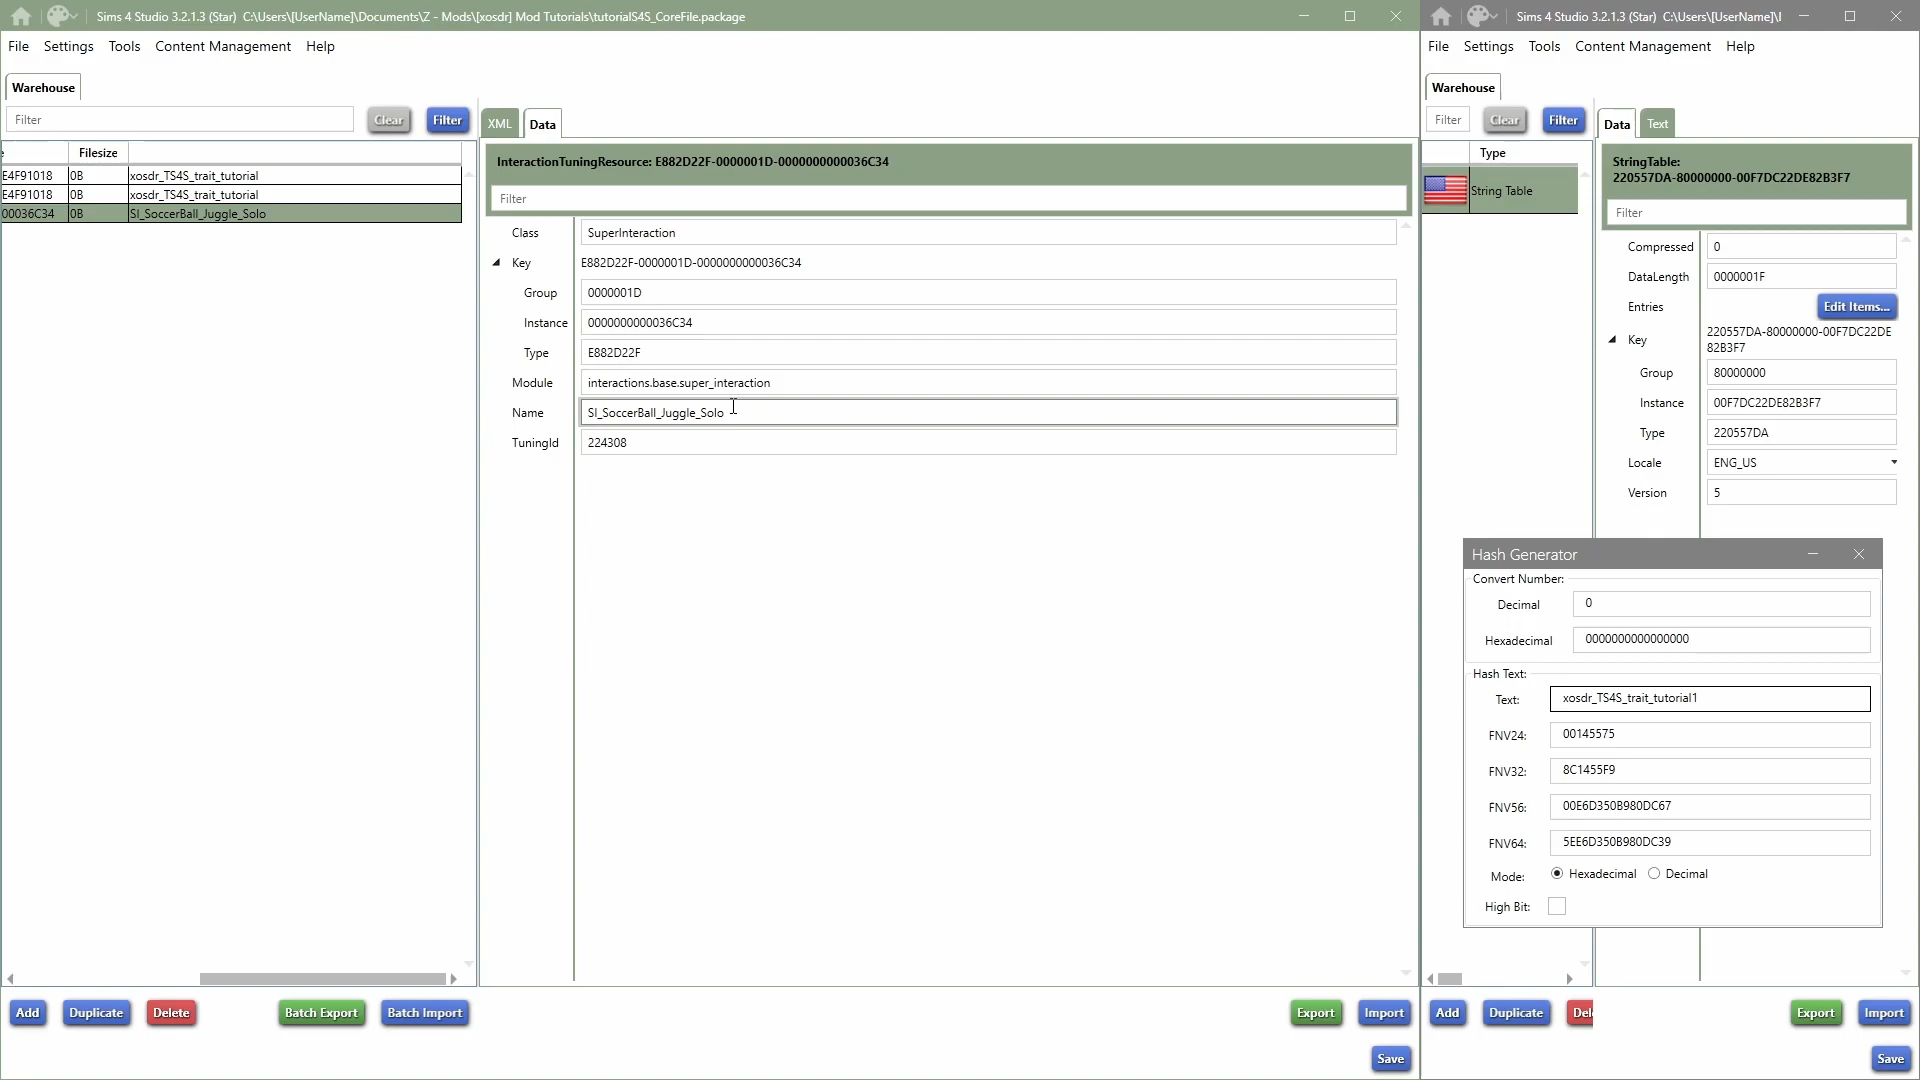 Sims 4 Studio 3.2.1.3 (Star) C:\Users\[UserName]\Documents\Z - Mods\[xosdr] Mod Tutorials\tutorialS4S_CoreFile.package
File Settings Tools Content Management Help
Warehouse
Filter Clear Filter
Filesize
E4F91018 0B xosdr_TS4S_trait_tutorial
E4F91018 0B xosdr_TS4S_trait_tutorial
00036C34 0B SI_SoccerBall_Juggle_Solo
XML Data
InteractionTuningResource: E882D22F-0000001D-0000000000036C34
Filter
Class SuperInteraction
Key E882D22F-0000001D-0000000000036C34
Group 0000001D
Instance 0000000000036C34
Type E882D22F
Module interactions.base.super_interaction
Name SI_SoccerBall_Juggle_Solo
TuningId 224308
Add Duplicate Delete Batch Export Batch Import Export Import
Save
Sims 4 Studio 3.2.1.3 (Star) C:\Users\[UserName]\I
File Settings Tools Content Management Help
Warehouse
Filter Clear Filter
Type
String Table
Data Text
StringTable:
220557DA-80000000-00F7DC22DE82B3F7
Filter
Compressed 0
DataLength 0000001F
Entries Edit Items...
Key 220557DA-80000000-00F7DC22DE
82B3F7
Group 80000000
Instance 00F7DC22DE82B3F7
Type 220557DA
Locale ENG_US
Version 5
Hash Generator
Convert Number:
Decimal 0
Hexadecimal 0000000000000000
Hash Text:
Text: xosdr_TS4S_trait_tutorial1
FNV24: 00145575
FNV32: 8C1455F9
FNV56: 00E6D350B980DC67
FNV64: 5EE6D350B980DC39
Mode: Hexadecimal Decimal
High Bit:
Add Duplicate Del Export Import
Save